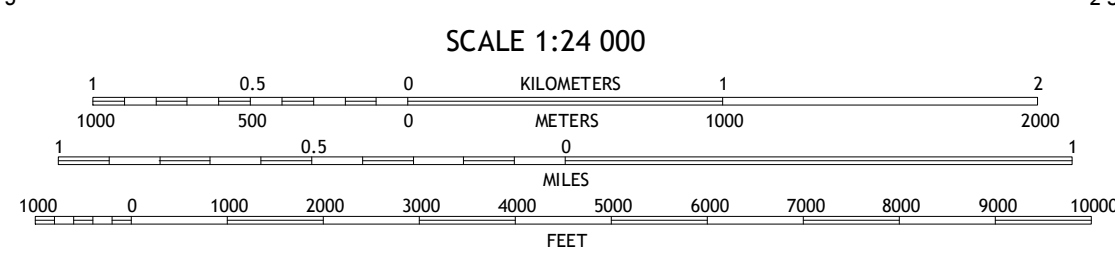 SCALE 1:24 000
1 0.5 0 KILOMETERS 1 2
1000 500 0 METERS 1000 2000
1 0.5 0 1
MILES
1000 0 1000 2000 3000 4000 5000 6000 7000 8000 9000 10000
FEET